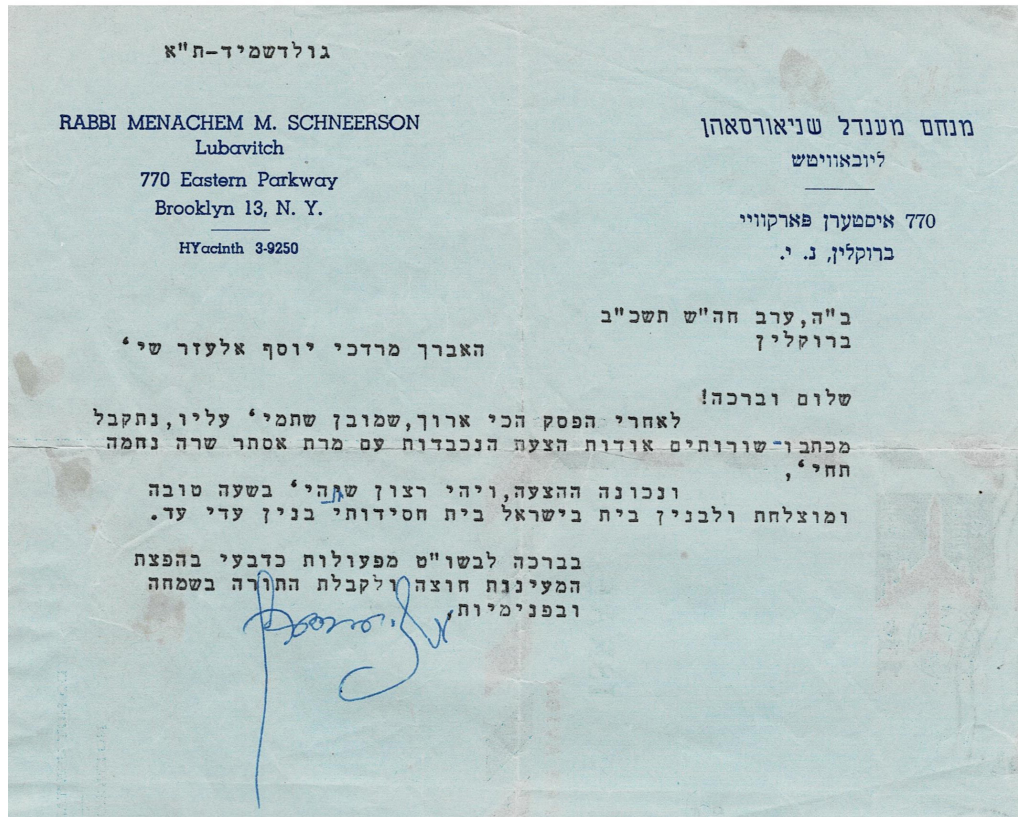 גולדשמיד-ת"א
RABBI MENACHEM M. SCHNEERSON
Lubavitch
770 Eastern Parkway
Brooklyn 13, N. Y.
HYacinth 3-9250
מנחם מענדל שניאורסאהן
ליובאוויטש
770 איסטערן פארקוויי
ברוקלין, נ. י.
ב"ה,ערב חה"ש תשכ"ב
ברוקלין
האברך מרדכי יוסף אלעזר שי'
שלום וברכה!
לאחרי הפסק הכי ארוך,שמובן שתמי' עליו,נתקבל
מכתבו-שורותים אודות הצעת הנכבדות עם מרת אסתר שרה נחמה
תחי',
ונכונה ההצעה,ויהי רצון שתהי' בשעה טובה
ומוצלחת ולבנין בית בישראל בית חסידותי בנין עדי עד.
בברכה לבשו"ט מפעולות כדבעי בהפצת
המעינות חוצה ולקבלת התורה בשמחה
ובפנימיות,